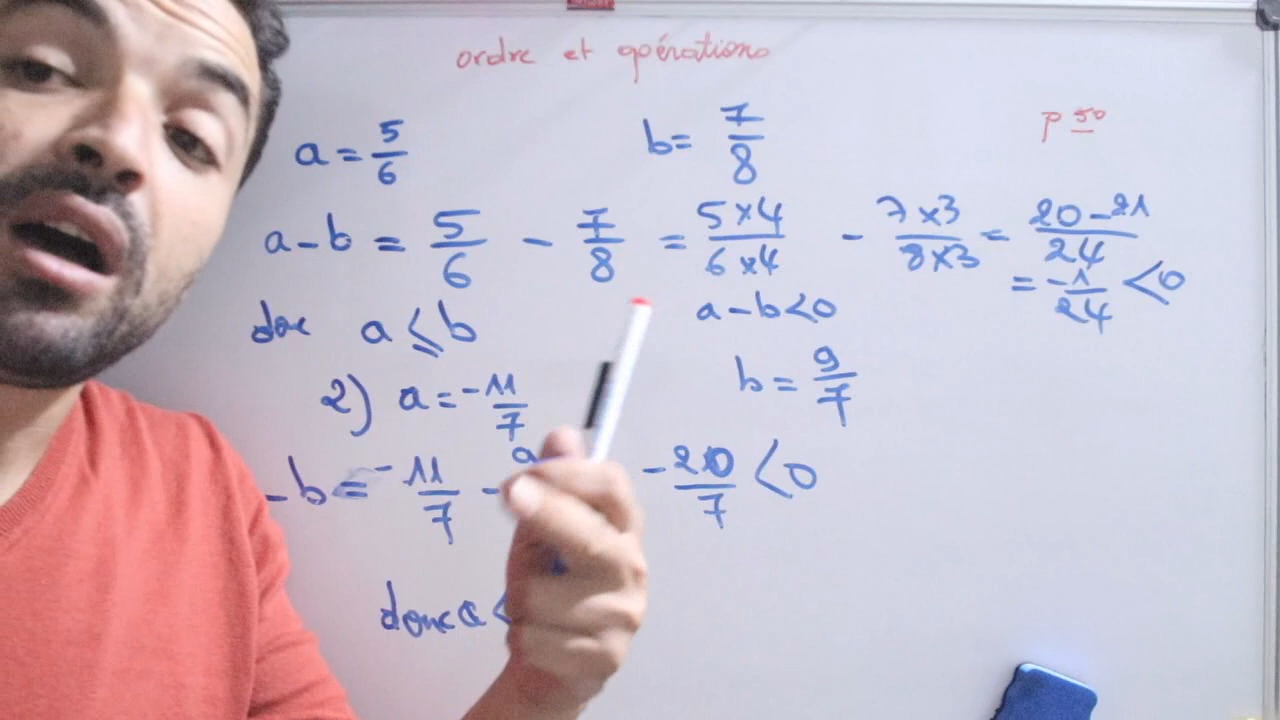 ordre et opérations
p 50
a = 5/6 b = 7/8
a - b = 5/6 - 7/8 = 5×4/6×4 - 7×3/8×3 = 20-21/24
= -1/24 < 0
donc a ≤ b a - b < 0
2) a = -11/7 b = 9/7
- b = -11/7 - -20/7 < 0
donc a <